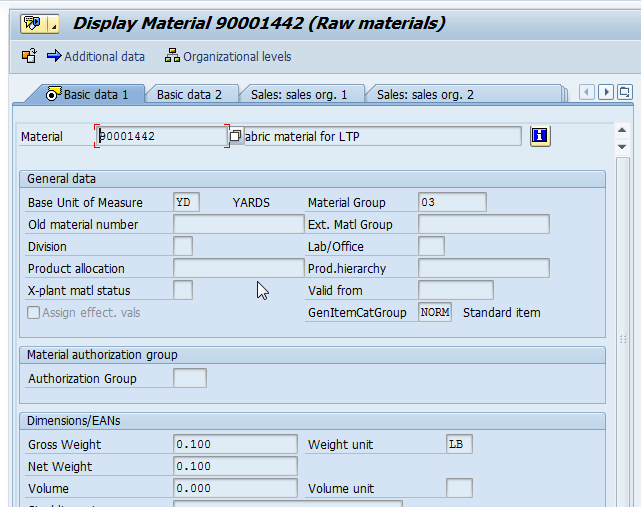 Display Material 90001442 (Raw materials)
Additional data Organizational levels
Basic data 1 Basic data 2 Sales: sales org. 1 Sales: sales org. 2
Material 90001442 abric material for LTP
General data
Base Unit of Measure YD YARDS Material Group 03
Old material number Ext. Matl Group
Division Lab/Office
Product allocation Prod.hierarchy
X-plant matl status Valid from
Assign effect. vals GenItemCatGroup NORM Standard item
Material authorization group
Authorization Group
Dimensions/EANs
Gross Weight 0.100 Weight unit LB
Net Weight 0.100
Volume 0.000 Volume unit